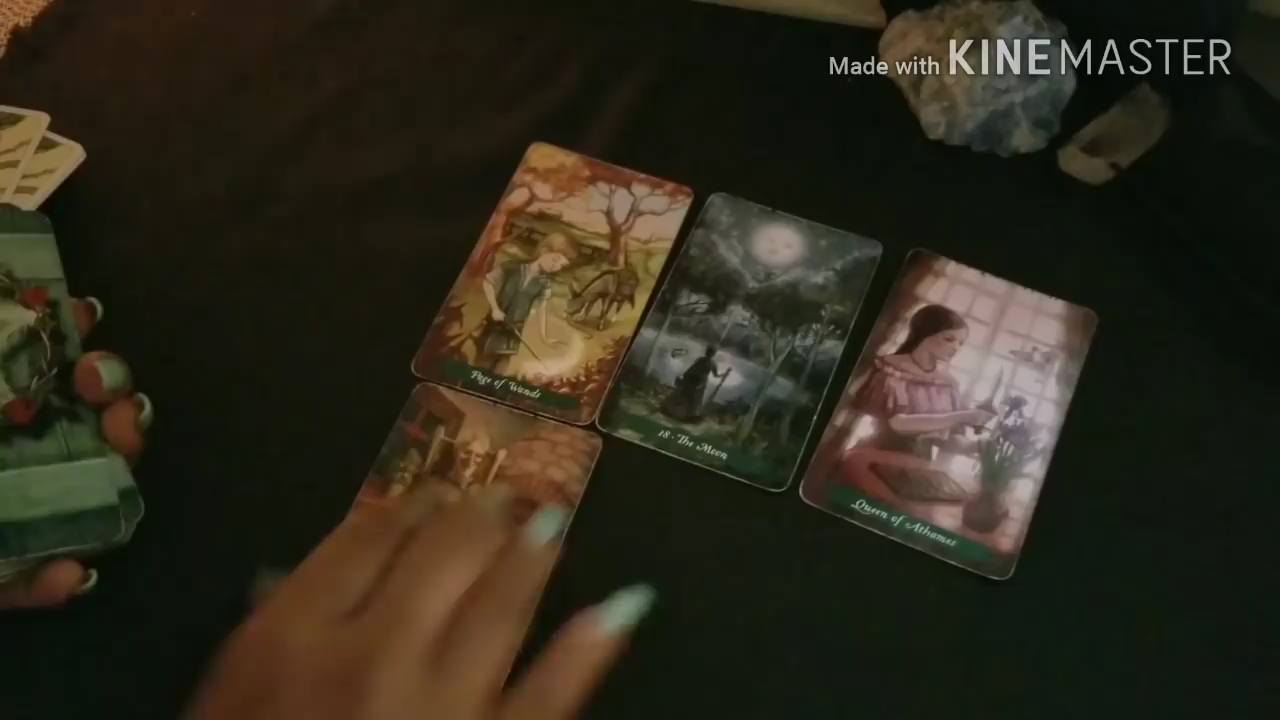 Made with KINEMASTER
Page of Wands
18 · The Moon
Queen of Athames